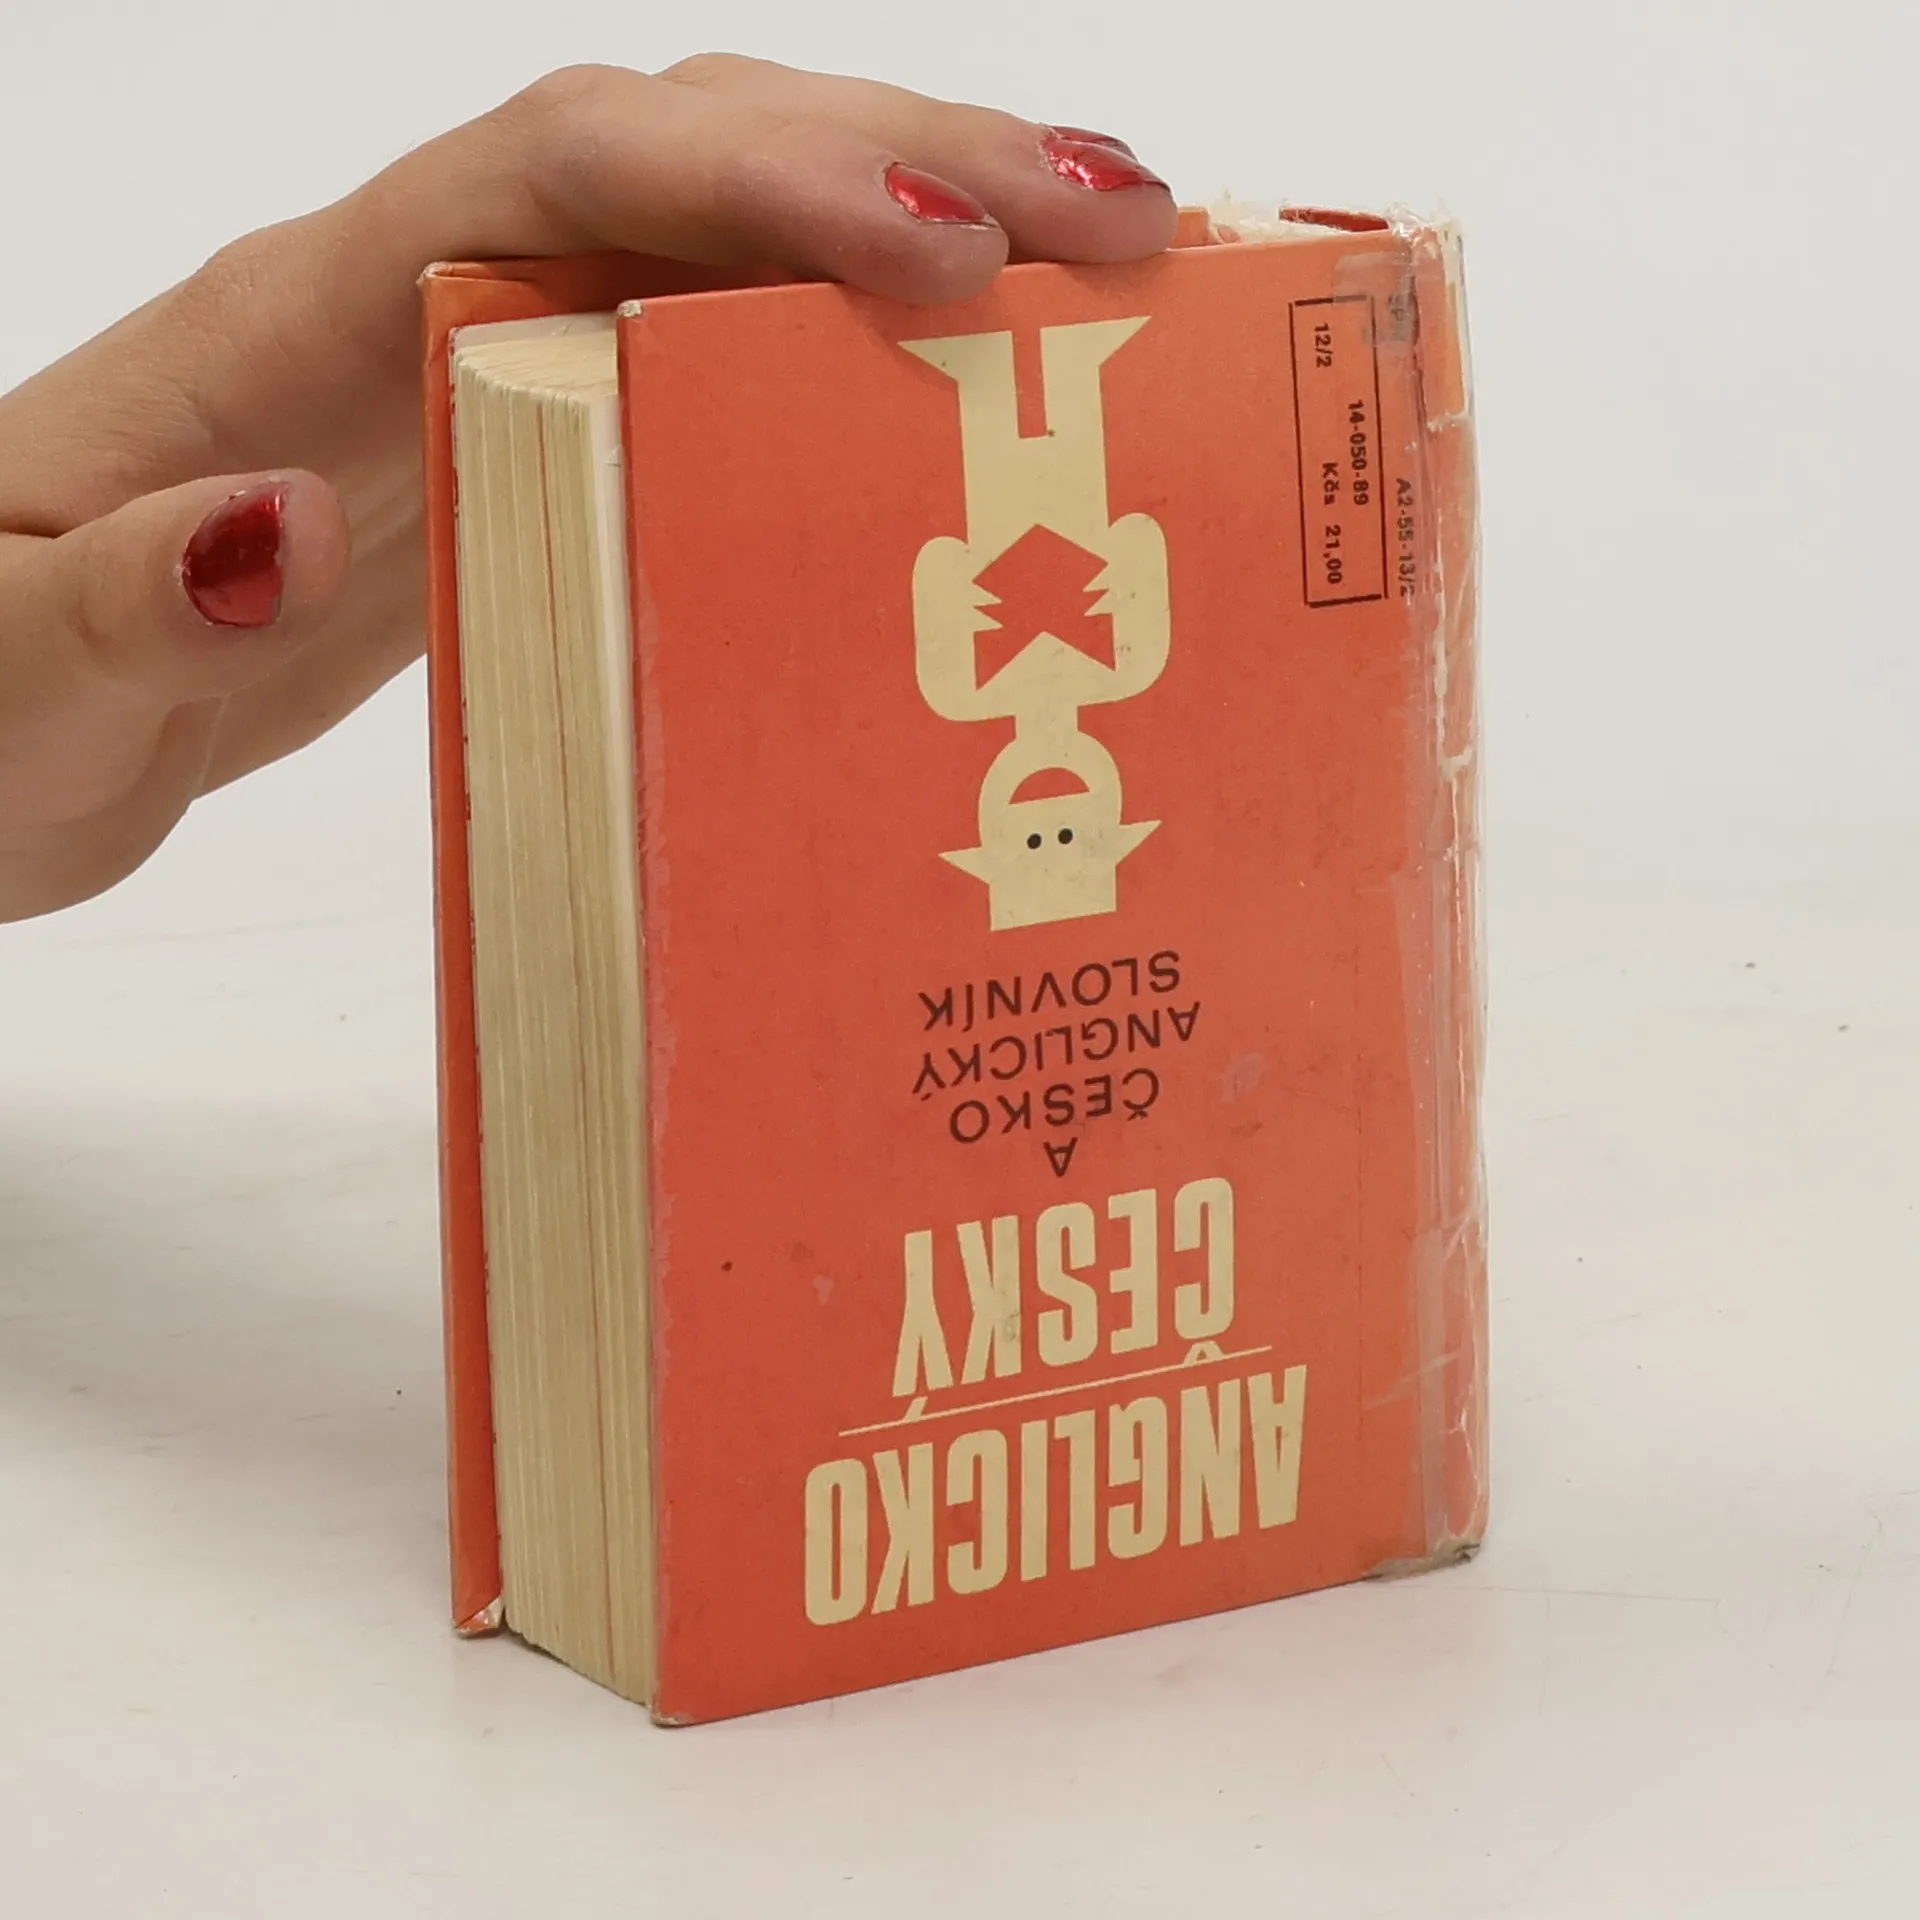 ANGLICKO
ČESKÝ
A
ČESKO
ANGLICKÝ
SLOVNÍK
A2-55-13/2
14-050-89
12/2 Kčs 21,00